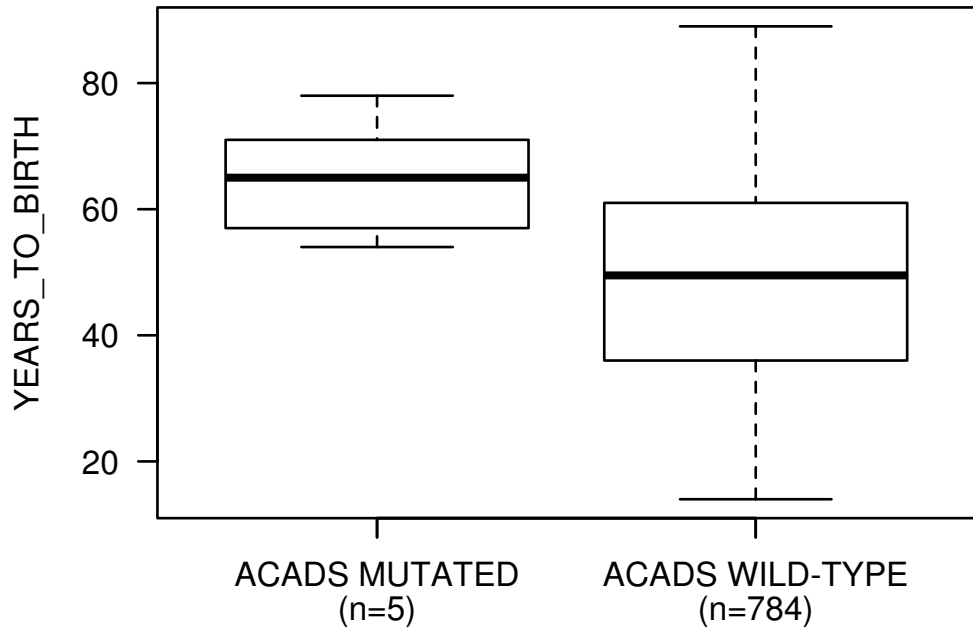 YEARS_TO_BIRTH
80
60
40
20
ACADS MUTATED
(n=5)
ACADS WILD-TYPE
(n=784)